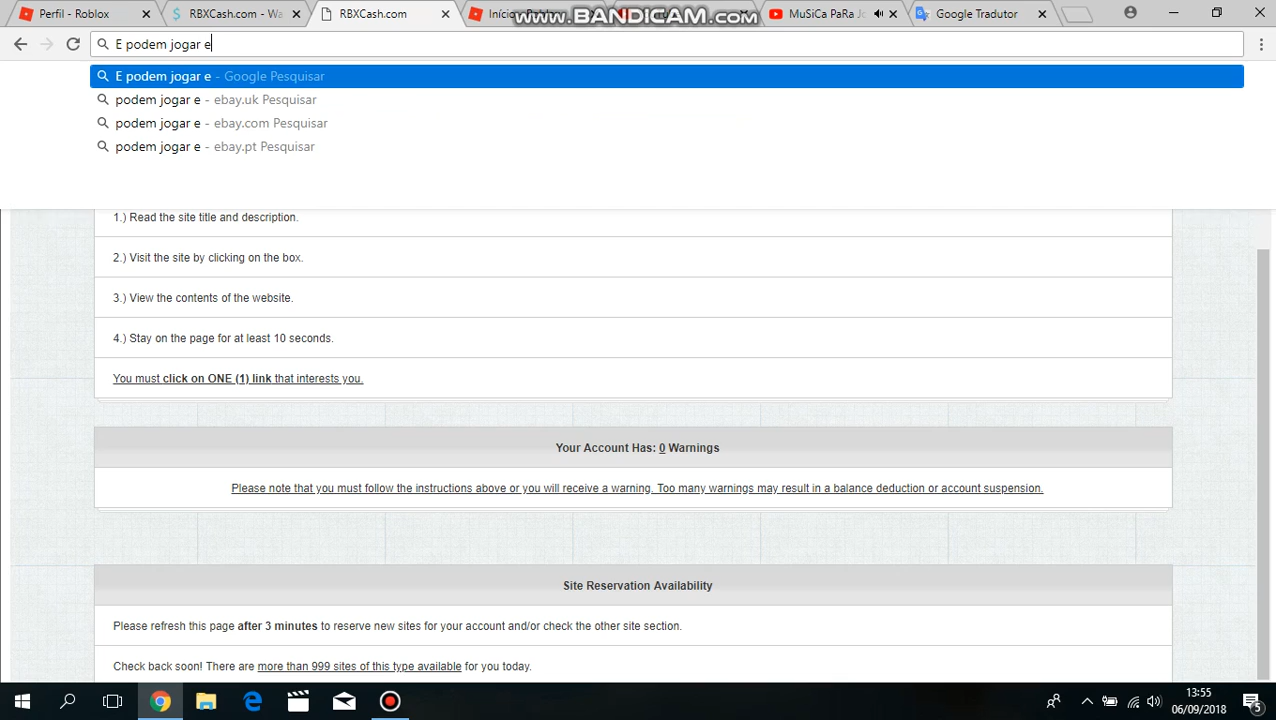 Perfil - Roblox
RBXCash.com - Wa
RBXCash.com
Início
www.BANDICAM.com
MuSiCa PaRa Jo
Google Tradutor
E podem jogar e
E podem jogar e - Google Pesquisar
podem jogar e - ebay.uk Pesquisar
podem jogar e - ebay.com Pesquisar
podem jogar e - ebay.pt Pesquisar
1.) Read the site title and description.
2.) Visit the site by clicking on the box.
3.) View the contents of the website.
4.) Stay on the page for at least 10 seconds.
You must click on ONE (1) link that interests you.
Your Account Has: 0 Warnings
Please note that you must follow the instructions above or you will receive a warning. Too many warnings may result in a balance deduction or account suspension.
Site Reservation Availability
Please refresh this page after 3 minutes to reserve new sites for your account and/or check the other site section.
Check back soon! There are more than 999 sites of this type available for you today.
13:55
06/09/2018
5